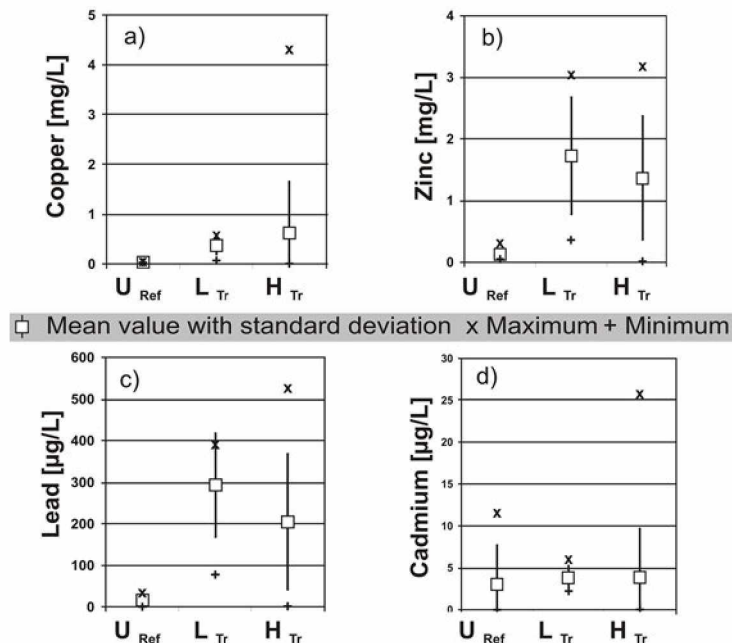 a)
Copper [mg/L]
5
4
3
2
1
0
U Ref L Tr H Tr
b)
Zinc [mg/L]
4
3
2
1
0
U Ref L Tr H Tr
Mean value with standard deviation x Maximum + Minimum
c)
Lead [µg/L]
600
500
400
300
200
100
0
U Ref L Tr H Tr
d)
Cadmium [µg/L]
30
25
20
15
10
5
0
U Ref L Tr H Tr